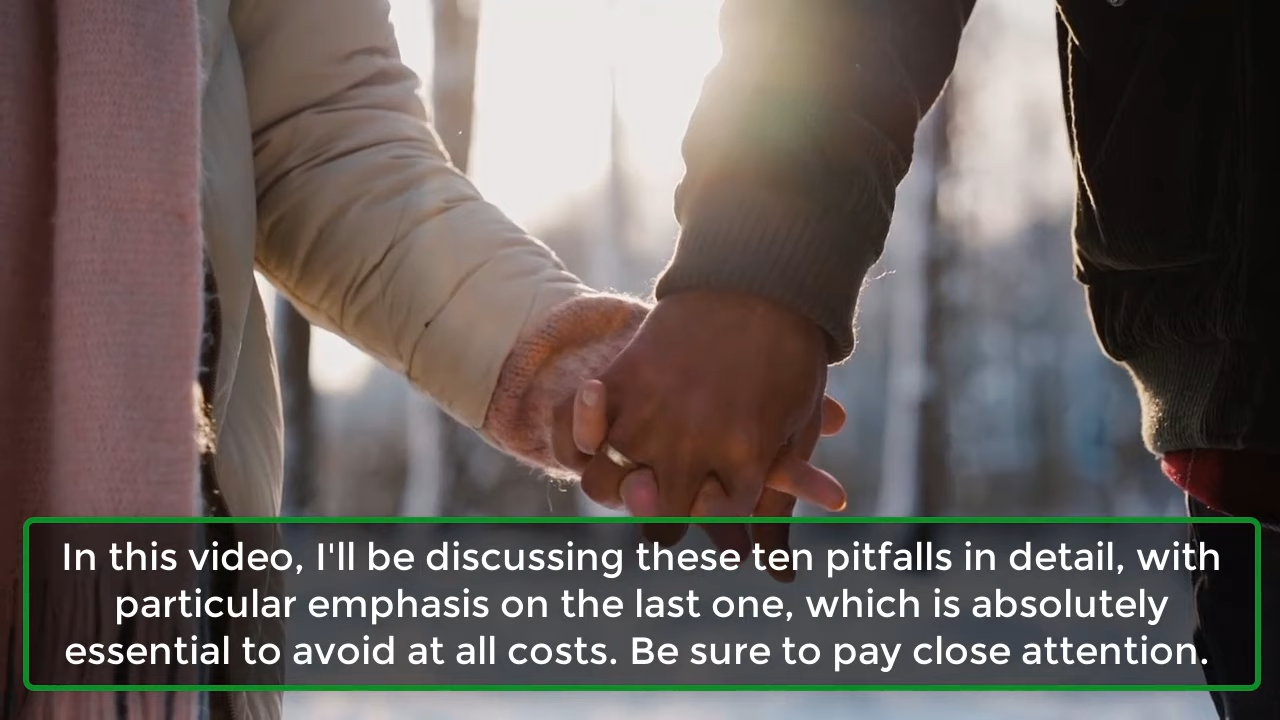 In this video, I'll be discussing these ten pitfalls in detail, with
particular emphasis on the last one, which is absolutely
essential to avoid at all costs. Be sure to pay close attention.